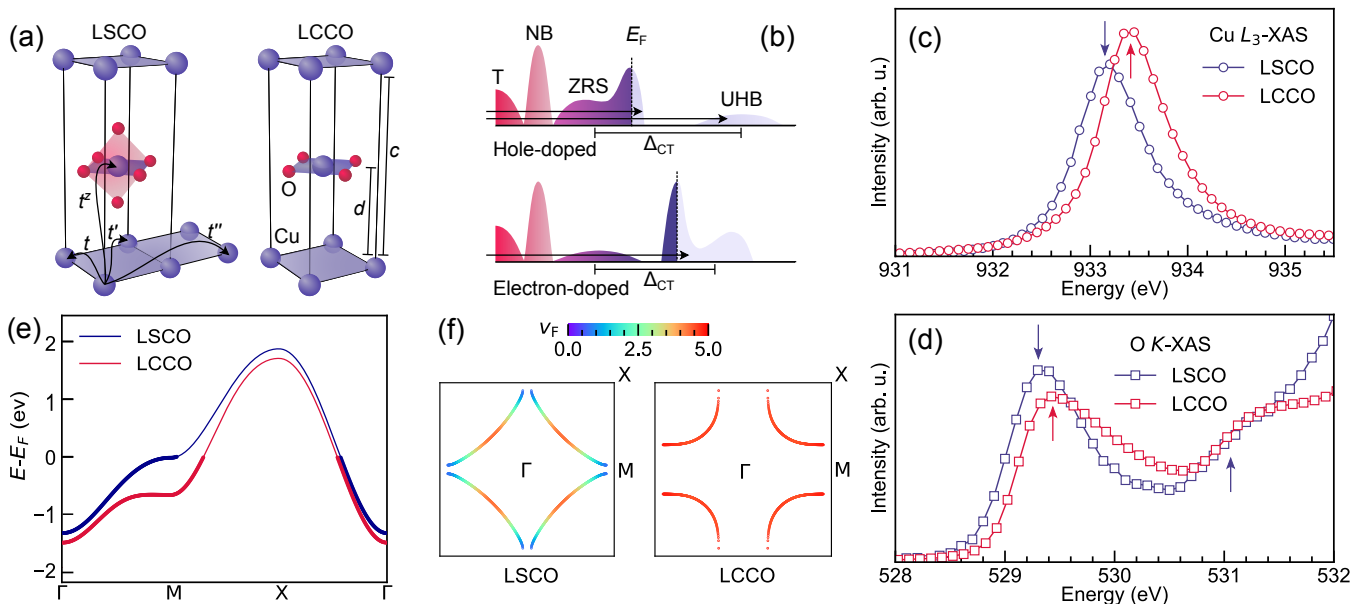 (a)
LSCO
LCCO
c
d
O
Cu
t^z
t
t'
t''
(b)
T
NB
ZRS
E_F
UHB
Hole-doped
Δ_CT
Electron-doped
Δ_CT
(c)
Cu L_3-XAS
LSCO
LCCO
Intensity (arb. u.)
931 932 933 934 935
Energy (eV)
(d)
O K-XAS
LSCO
LCCO
Intensity (arb. u.)
528 529 530 531 532
Energy (eV)
(e)
LSCO
LCCO
E-E_F (ev)
2
1
0
−1
−2
Γ M X Γ
(f)
v_F
0.0 2.5 5.0
X
Γ
M
LSCO
X
Γ
M
LCCO